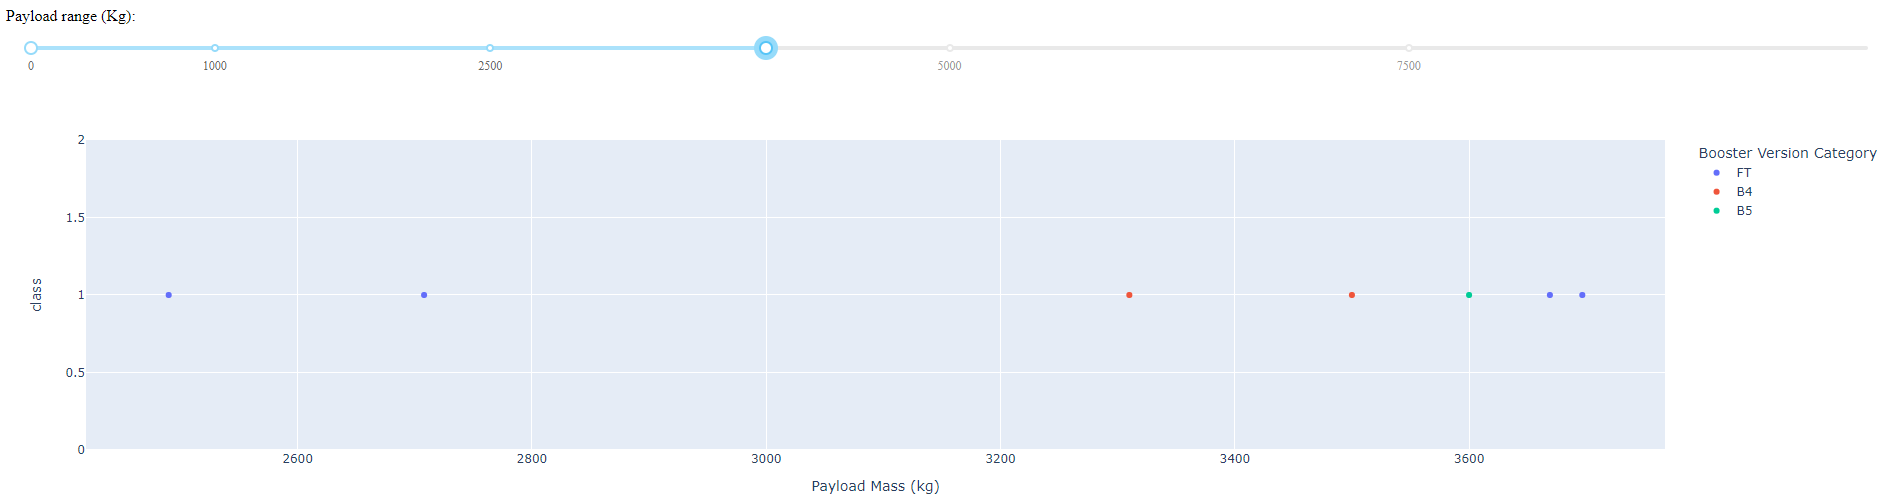 Payload range (Kg):
0 1000 2500 5000 7500
Booster Version Category
FT
B4
B5
2
1.5
1
0.5
0
class
2600 2800 3000 3200 3400 3600
Payload Mass (kg)